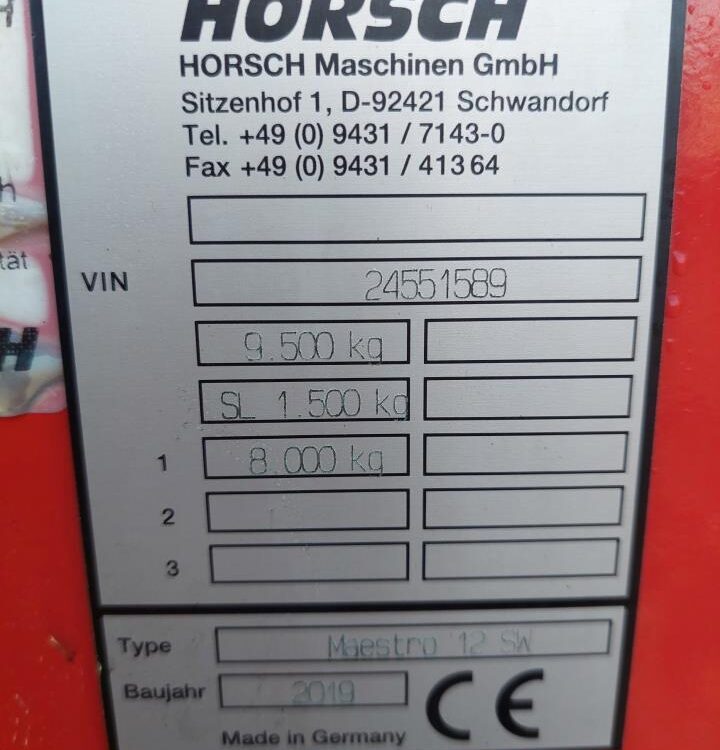 HORSCH
HORSCH Maschinen GmbH
Sitzenhof 1, D-92421 Schwandorf
Tel. +49 (0) 9431 / 7143-0
Fax +49 (0) 9431 / 41364
VIN 24551589
9.500 kg
SL 1.500 kg
1 8.000 kg
2
3
Type Maestro 12 SW
Baujahr 2019 CE
Made in Germany